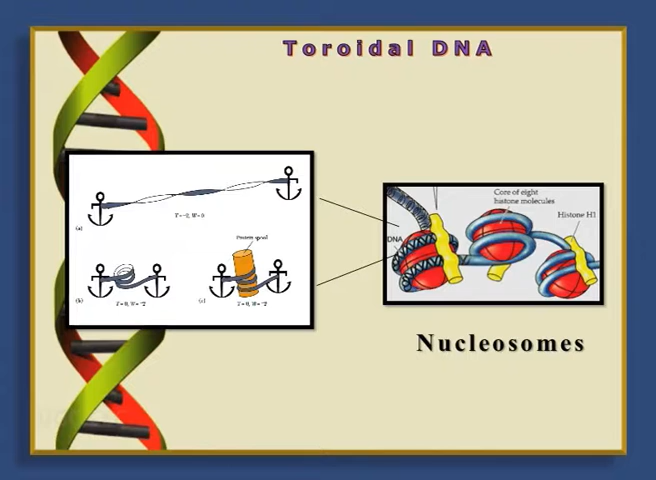 Toroidal DNA
T = -2, W = 0
(a)
Protein spool
(b)
T = 0, W = -2
(c)
T = 0, W = -2
Core of eight
histone molecules
Histone H1
DNA
Nucleosomes